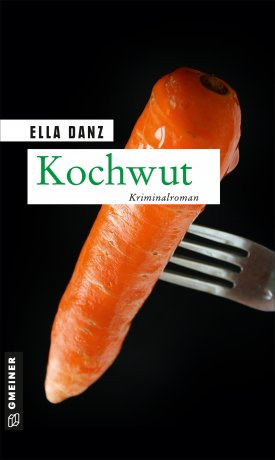 ELLA DANZ
Kochwut
Kriminalroman
GMEINER